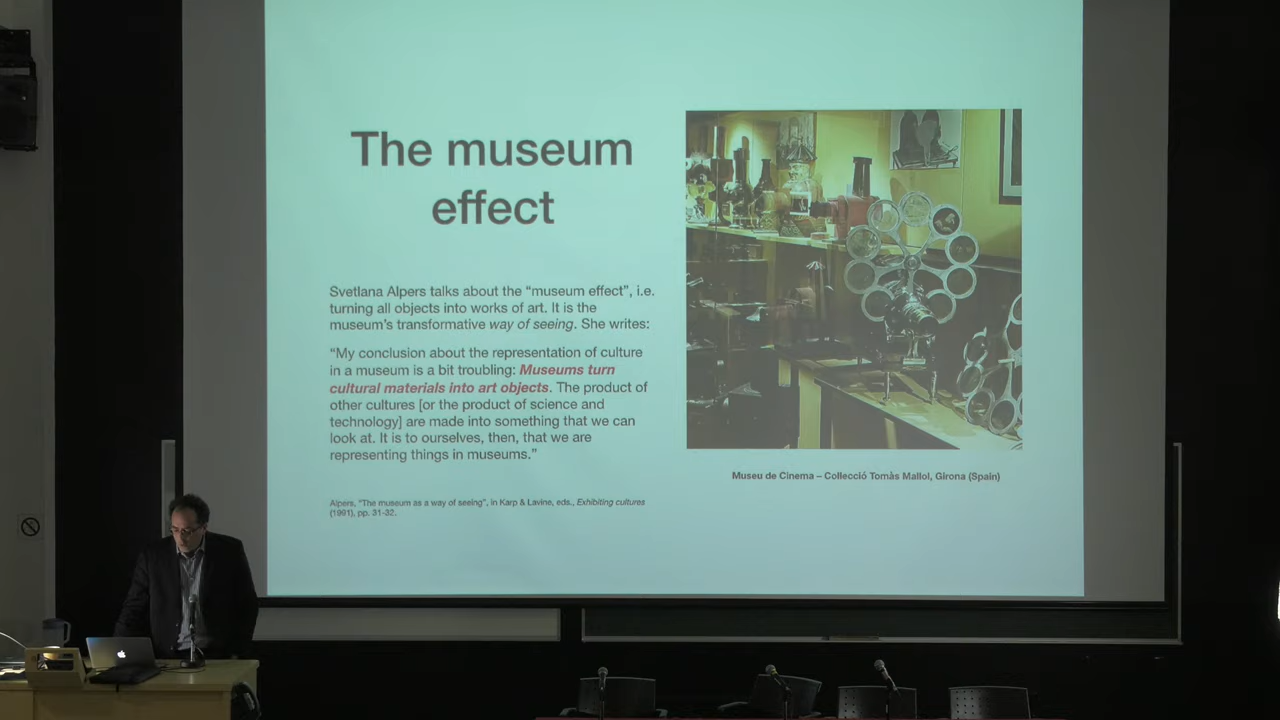 The museum
effect
Svetlana Alpers talks about the “museum effect”, i.e.
turning all objects into works of art. It is the
museum’s transformative way of seeing. She writes:
“My conclusion about the representation of culture
in a museum is a bit troubling: Museums turn
cultural materials into art objects. The product of
other cultures [or the product of science and
technology] are made into something that we can
look at. It is to ourselves, then, that we are
representing things in museums.”
Alpers, “The museum as a way of seeing”, in Karp & Lavine, eds., Exhibiting cultures
(1991), pp. 31-32.
Museu de Cinema – Collecció Tomàs Mallol, Girona (Spain)